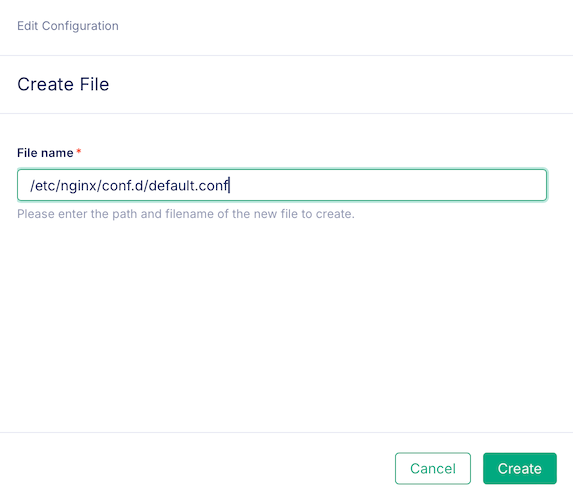 Edit Configuration
Create File
File name *
/etc/nginx/conf.d/default.conf
Please enter the path and filename of the new file to create.
Cancel Create